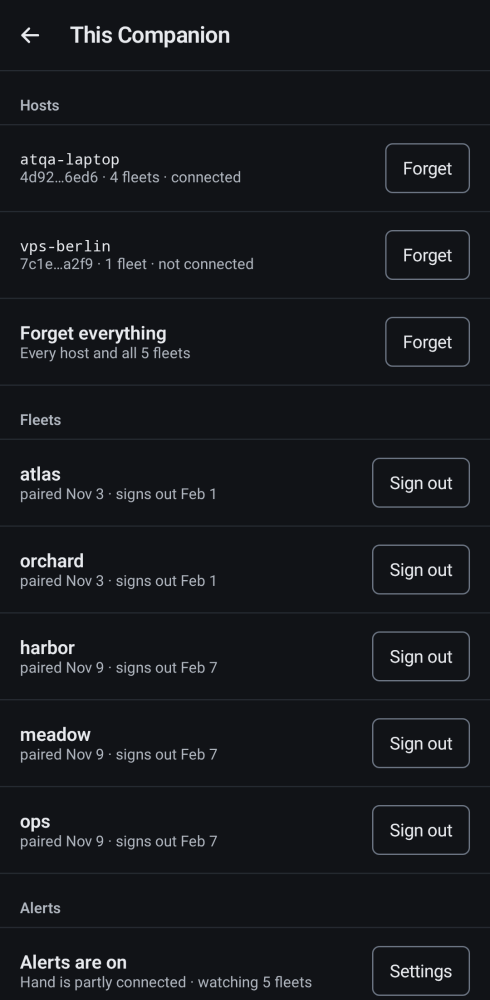 This Companion
Hosts
atqa-laptop
4d92…6ed6 · 4 fleets · connected
Forget
vps-berlin
7c1e…a2f9 · 1 fleet · not connected
Forget
Forget everything
Every host and all 5 fleets
Forget
Fleets
atlas
paired Nov 3 · signs out Feb 1
Sign out
orchard
paired Nov 3 · signs out Feb 1
Sign out
harbor
paired Nov 9 · signs out Feb 7
Sign out
meadow
paired Nov 9 · signs out Feb 7
Sign out
ops
paired Nov 9 · signs out Feb 7
Sign out
Alerts
Alerts are on
Hand is partly connected · watching 5 fleets
Settings